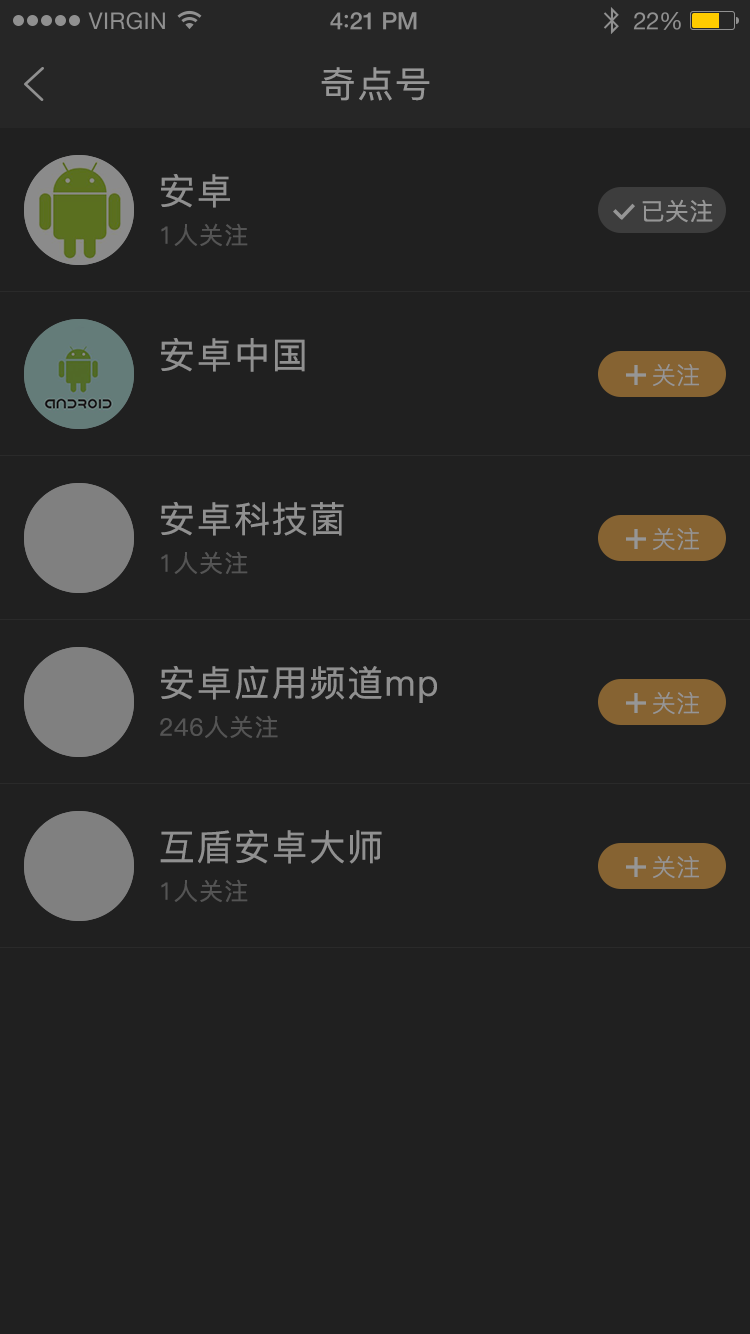 VIRGIN 4:21 PM 22%
奇点号
安卓
1人关注
已关注
安卓中国
关注
ANDROID
安卓科技菌
1人关注
关注
安卓应用频道mp
246人关注
关注
互盾安卓大师
1人关注
关注